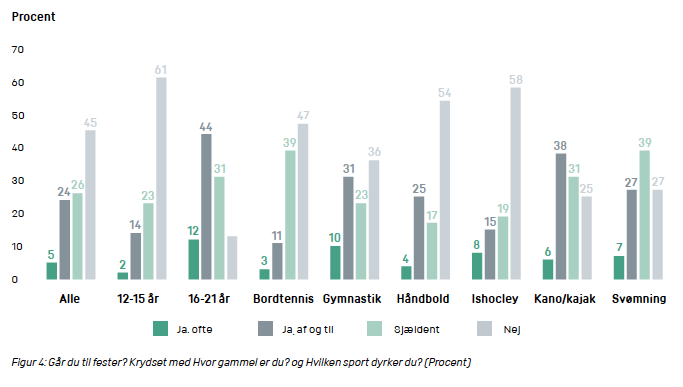 Procent
70
60
50
40
30
20
10
0
5 24 26 45
2 14 23 61
12 44 31
3 11 39 47
10 31 23 36
4 25 17 54
8 15 19 58
6 38 31 25
7 27 39 27
Alle 12-15 år 16-21 år Bordtennis Gymnastik Håndbold Ishocley Kano/kajak Svømning
Ja, ofte Ja, af og til Sjældent Nej
Figur 4: Går du til fester? Krydset med Hvor gammel er du? og Hvilken sport dyrker du? (Procent)